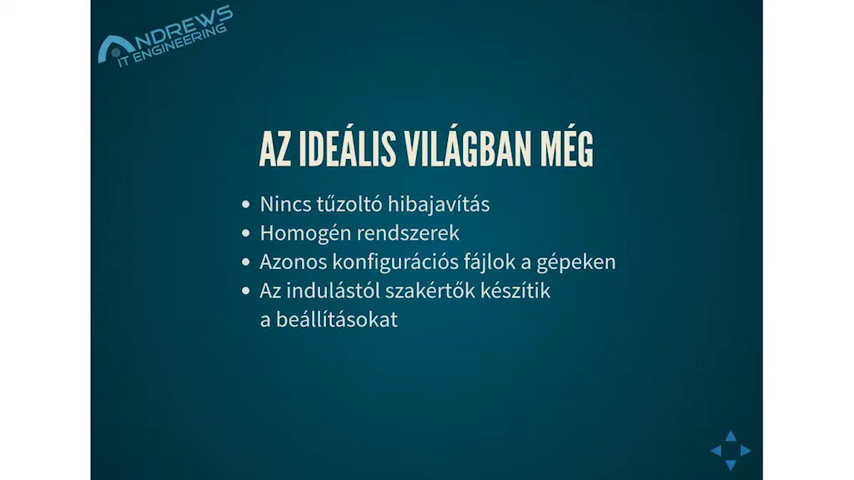 ANDREWS
IT ENGINEERING
AZ IDEÁLIS VILÁGBAN MÉG
Nincs tűzoltó hibajavítás
Homogén rendszerek
Azonos konfigurációs fájlok a gépeken
Az indulástól szakértők készítik
a beállításokat